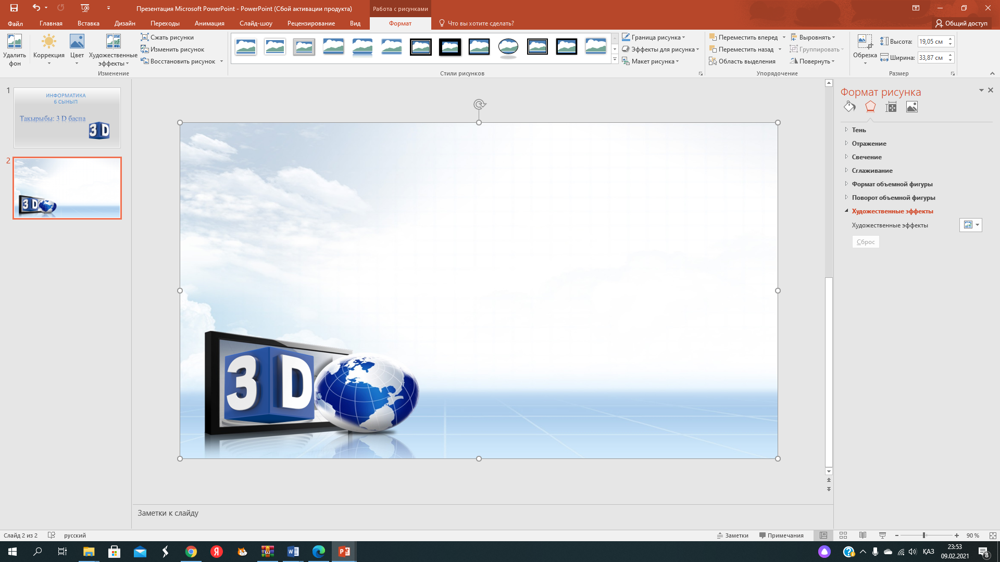 Презентация Microsoft PowerPoint - PowerPoint (Сбой активации продукта)
Работа с рисунками
Файл
Главная
Вставка
Дизайн
Переходы
Анимация
Слайд-шоу
Рецензирование
Вид
Формат
Что вы хотите сделать?
Общий доступ
Удалить фон
Коррекция
Цвет
Художественные эффекты
Сжать рисунки
Изменить рисунок
Восстановить рисунок
Изменение
Стили рисунков
Граница рисунка
Эффекты для рисунка
Макет рисунка
Переместить вперед
Переместить назад
Область выделения
Выровнять
Группировать
Повернуть
Упорядочение
Обрезка
Высота: 19,05 см
Ширина: 33,87 см
Размер
1
ИНФОРМАТИКА
6 СЫНЫП
Тақырыбы: 3 D баспа
3D
2
3D
3D
Формат рисунка
Тень
Отражение
Свечение
Сглаживание
Формат объемной фигуры
Поворот объемной фигуры
Художественные эффекты
Художественные эффекты
Сброс
Заметки к слайду
Слайд 2 из 2
русский
Заметки
Примечания
90 %
ҚАЗ
23:53
09.02.2021
8